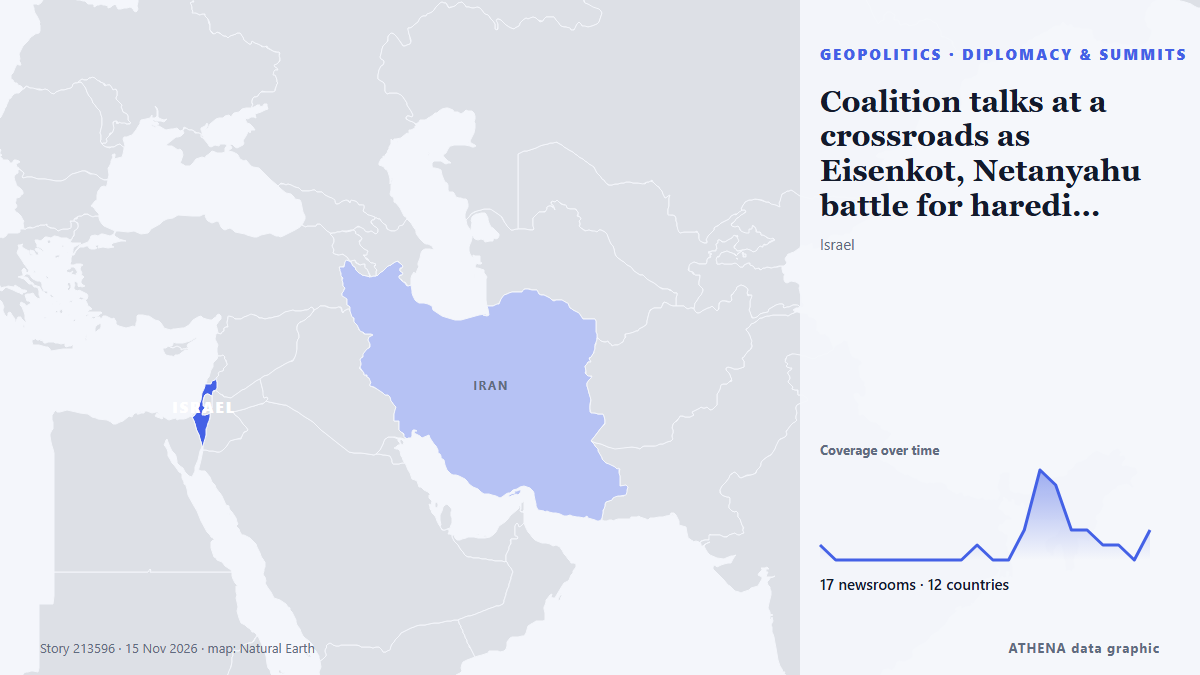 GEOPOLITICS · DIPLOMACY & SUMMITS
Coalition talks at a
crossroads as
Eisenkot, Netanyahu
battle for haredi...
Israel
IRAN
ISRAEL
Coverage over time
17 newsrooms · 12 countries
Story 213596 · 15 Nov 2026 · map: Natural Earth
ATHENA data graphic